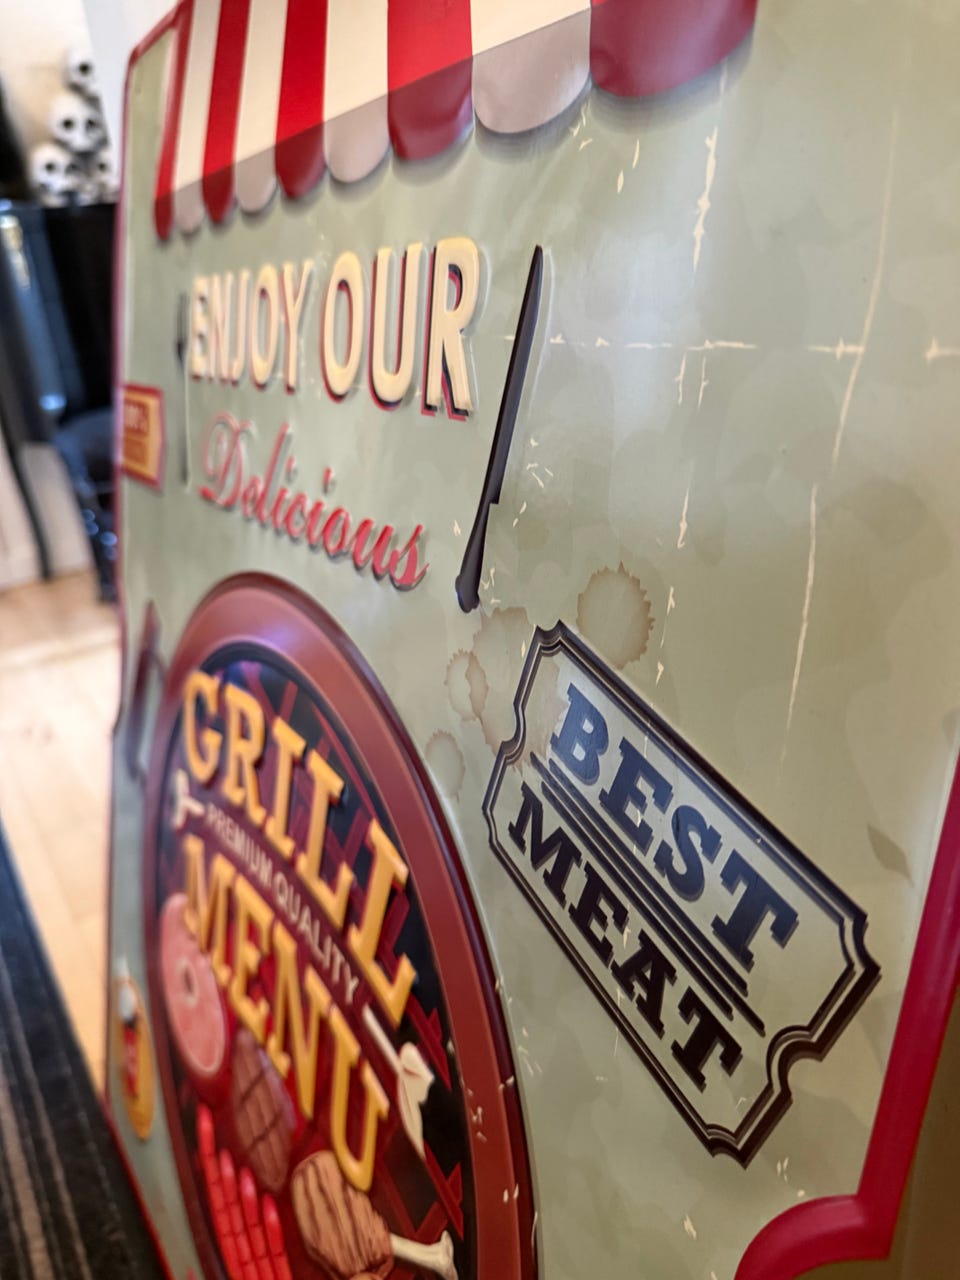 ENJOY OUR
Delicious
GRILL
PREMIUM QUALITY
MENU
BEST
MEAT